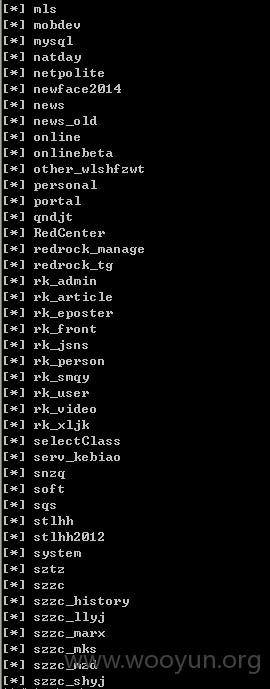 [*] mls
[*] mobdev
[*] mysql
[*] natday
[*] netpolite
[*] newface2014
[*] news
[*] news_old
[*] online
[*] onlinebeta
[*] other_wlshfzwt
[*] personal
[*] portal
[*] qndjt
[*] RedCenter
[*] redrock_manage
[*] redrock_tg
[*] rk_admin
[*] rk_article
[*] rk_eposter
[*] rk_front
[*] rk_jsns
[*] rk_person
[*] rk_smqy
[*] rk_user
[*] rk_video
[*] rk_xljk
[*] selectClass
[*] serv_kebiao
[*] snzq
[*] soft
[*] sqs
[*] stlhh
[*] stlhh2012
[*] system
[*] sztz
[*] szzc
[*] szzc_history
[*] szzc_llyj
[*] szzc_marx
[*] szzc_mks
[*] szzc_mzd
[*] szzc_shyj
www.wooyun.org